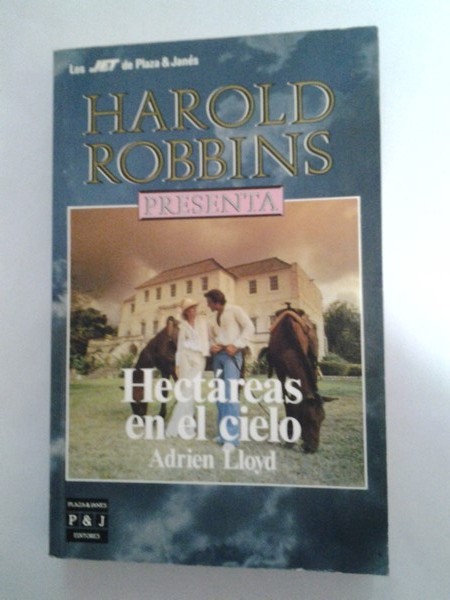 Los JET de Plaza & Janés
HAROLD
ROBBINS
PRESENTA
Hectáreas
en el cielo
Adrien Lloyd
PLAZA & JANES
P & J
EDITORES